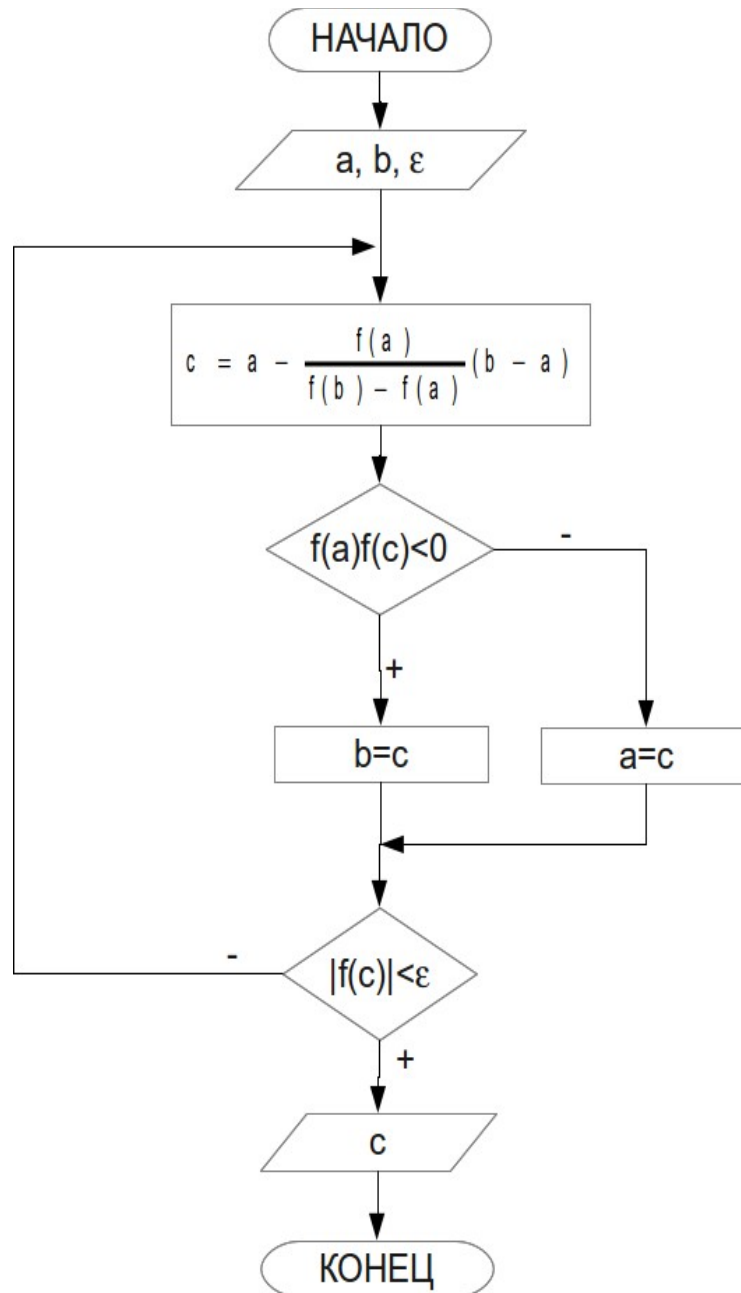 НАЧАЛО
a, b, ε
f(a)
c = a – ――― (b – a)
f(b) – f(a)
f(a)f(c)<0
-
+
b=c
a=c
-
|f(c)|<ε
+
c
КОНЕЦ